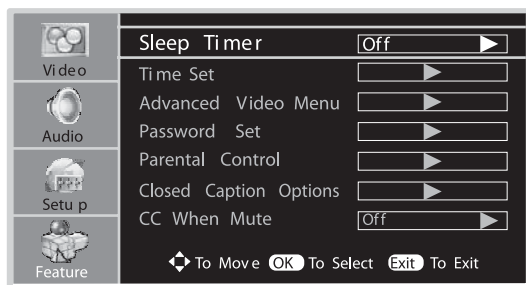 Sleep Timer Off
Video
Time Set
Advanced Video Menu
Audio
Password Set
Parental Control
Setup
Closed Caption Options
CC When Mute Off
Feature
To Move OK To Select Exit To Exit